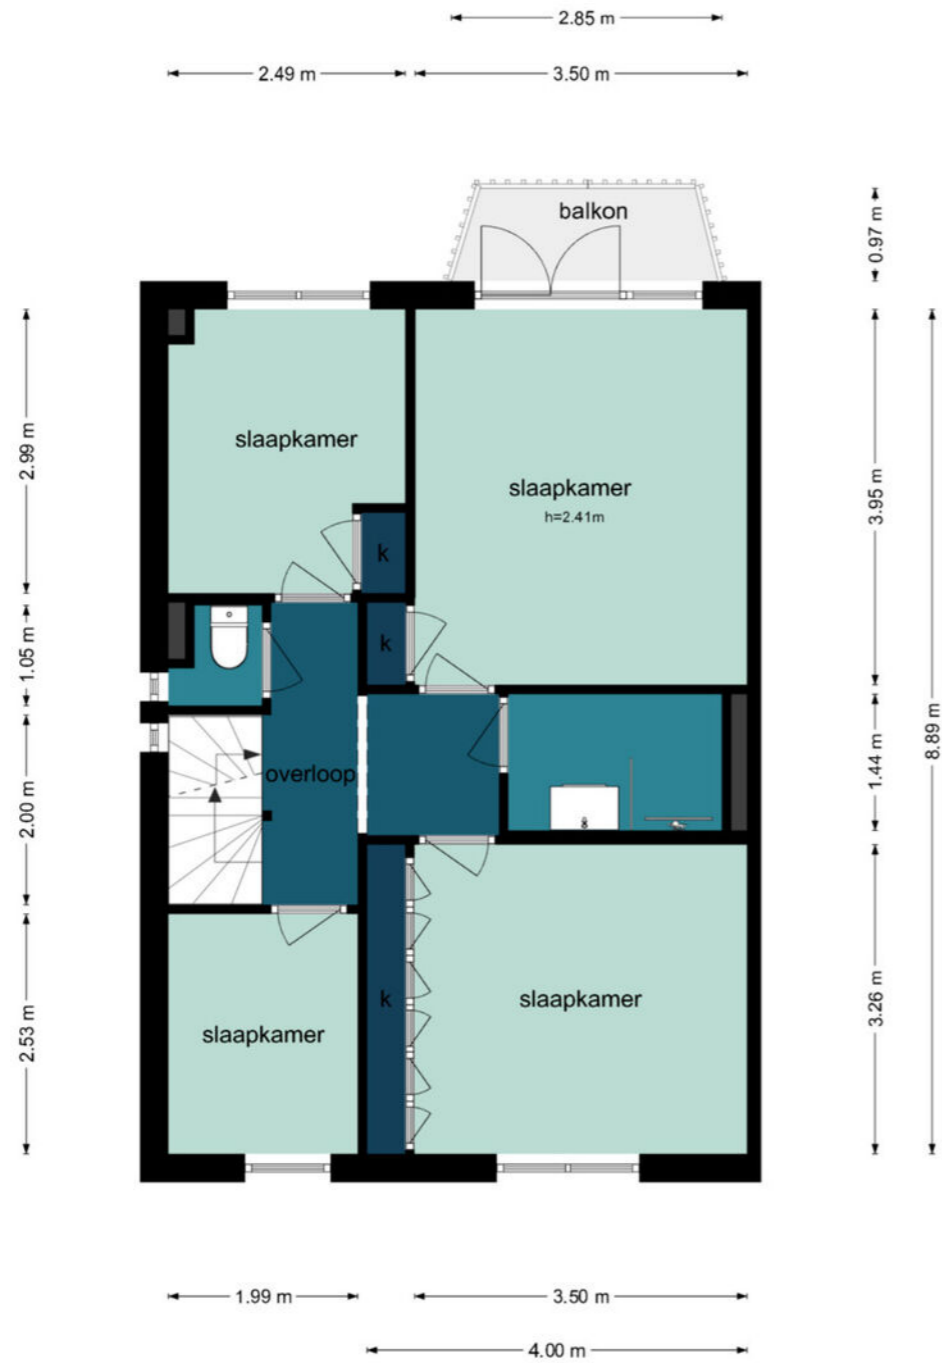 2.85 m
2.49 m
3.50 m
balkon
0.97 m
2.99 m
slaapkamer
slaapkamer
h=2.41m
3.95 m
k
k
1.05 m
8.89 m
1.44 m
overloop
2.00 m
3.26 m
k
slaapkamer
2.53 m
slaapkamer
1.99 m
3.50 m
4.00 m